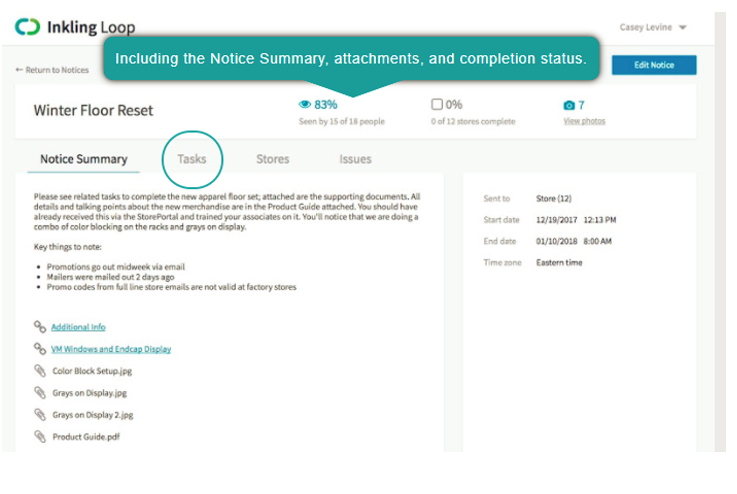 Inkling Loop
Casey Levine
Including the Notice Summary, attachments, and completion status.
← Return to Notices
Edit Notice
Winter Floor Reset
83%
Seen by 15 of 18 people
0%
0 of 12 stores complete
7
View photos
Notice Summary
Tasks
Stores
Issues
Please see related tasks to complete the new apparel floor set; attached are the supporting documents. All
details and talking points about the new merchandise are in the Product Guide attached. You should have
already received this via the StorePortal and trained your associates on it. You'll notice that we are doing a
combo of color blocking on the racks and grays on display.
Key things to note:
• Promotions go out midweek via email
• Mailers were mailed out 2 days ago
• Promo codes from full line store emails are not valid at factory stores
Additional Info
VM Windows and Endcap Display
Color Block Setup.jpg
Grays on Display.jpg
Grays on Display 2.jpg
Product Guide.pdf
Sent to Store (12)
Start date 12/19/2017 12:13 PM
End date 01/10/2018 8:00 AM
Time zone Eastern time